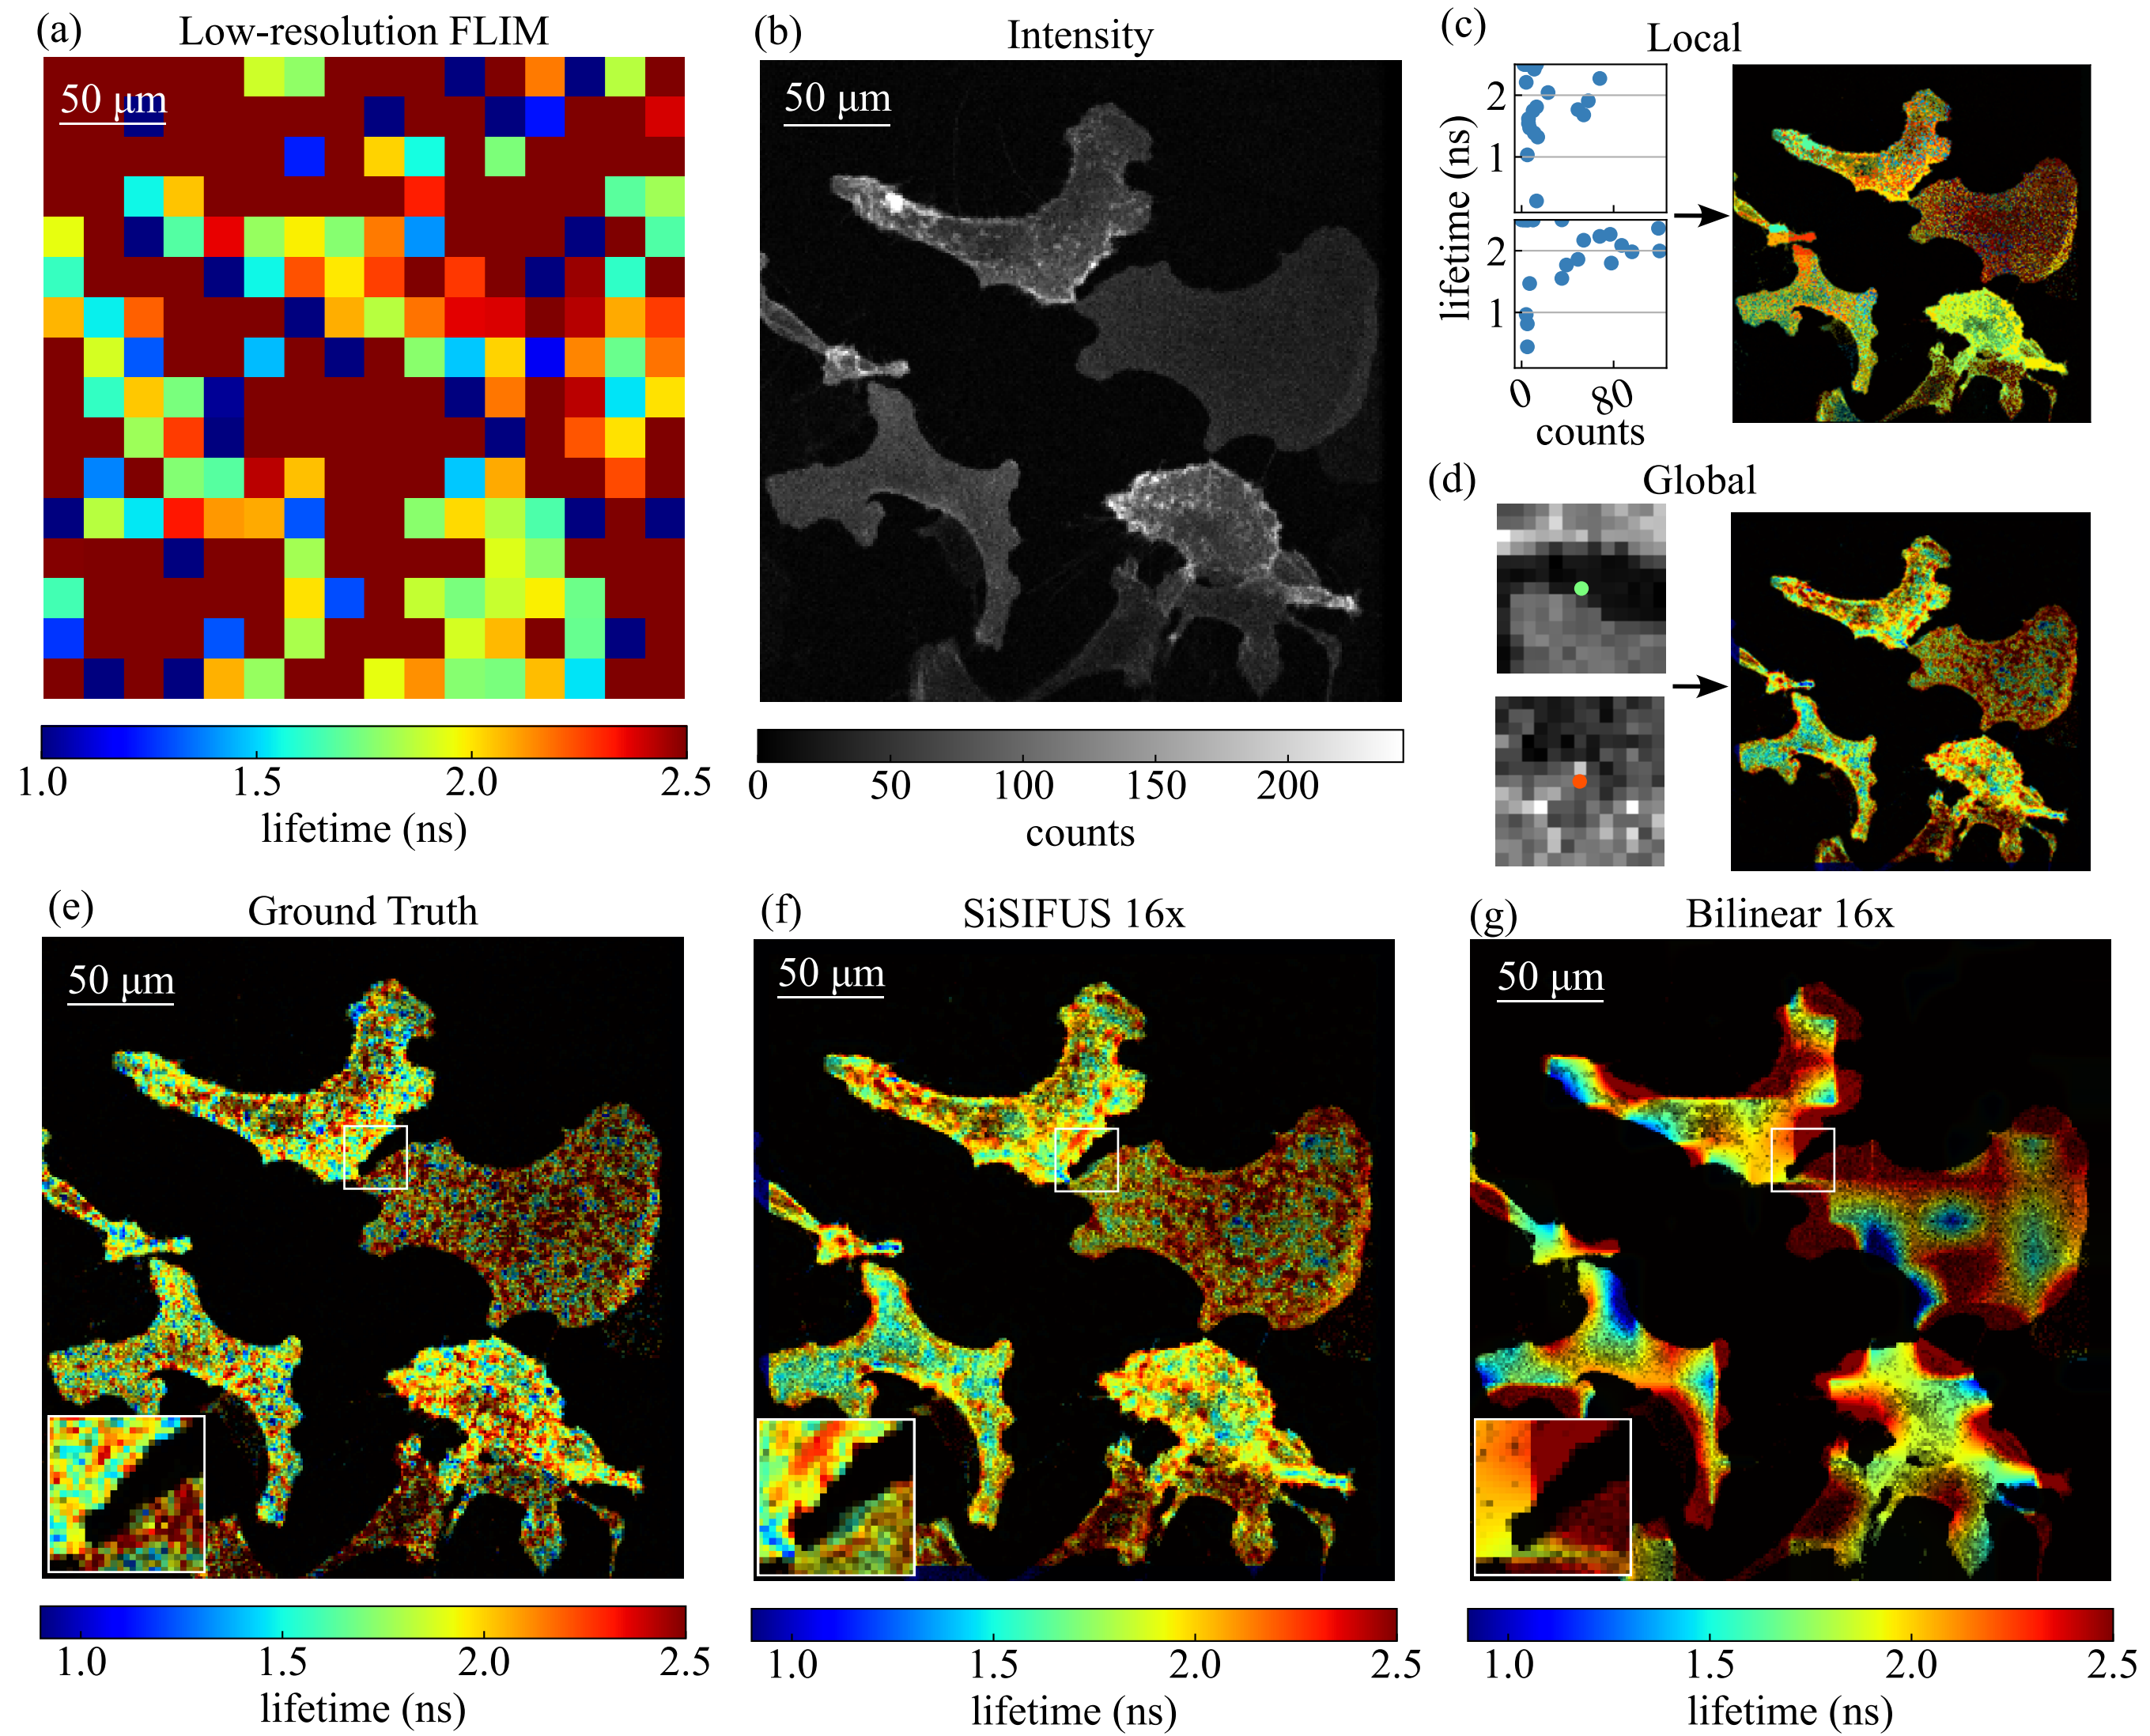 (a) Low-resolution FLIM
50 μm
1.0 1.5 2.0 2.5
lifetime (ns)
(b) Intensity
50 μm
0 50 100 150 200
counts
(c) Local
lifetime (ns)
2
1
2
1
0 80
counts
(d) Global
(e) Ground Truth
50 μm
1.0 1.5 2.0 2.5
lifetime (ns)
(f) SiSIFUS 16x
50 μm
1.0 1.5 2.0 2.5
lifetime (ns)
(g) Bilinear 16x
50 μm
1.0 1.5 2.0 2.5
lifetime (ns)